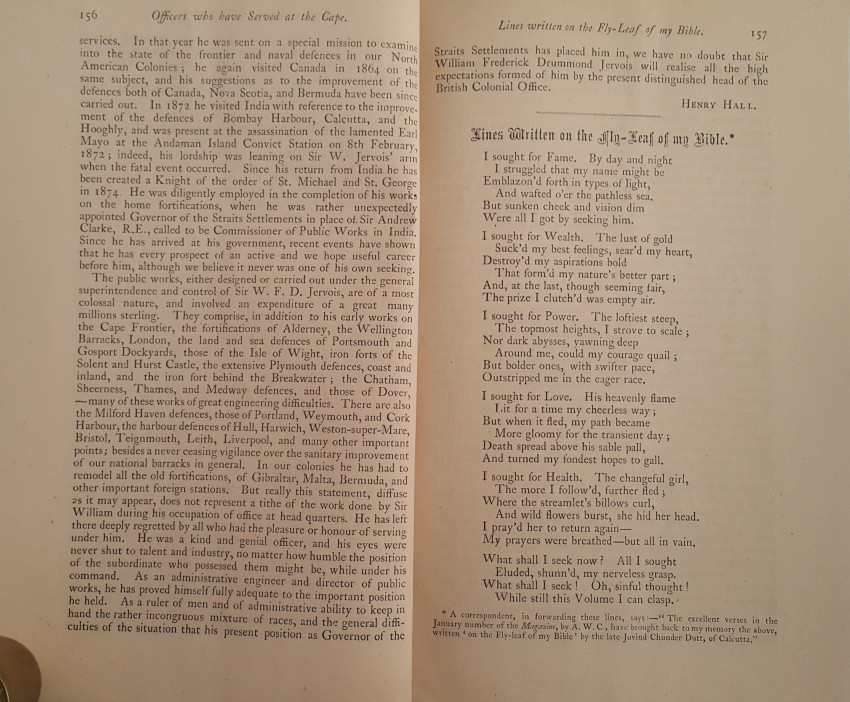 156 Officers who have Served at the Cape.
services. In that year he was sent on a special mission to examine
into the state of the frontier and naval defences in our North
American Colonies; he again visited Canada in 1864 on the
same subject, and his suggestions as to the improvement of the
defences both of Canada, Nova Scotia, and Bermuda have been since
carried out. In 1872 he visited India with reference to the improve-
ment of the defences of Bombay Harbour, Calcutta, and the
Hooghly, and was present at the assassination of the lamented Earl
Mayo at the Andaman Island Convict Station on 8th February,
1872; indeed, his lordship was leaning on Sir W. Jervois' arm
when the fatal event occurred. Since his return from India he has
been created a Knight of the order of St. Michael and St. George
in 1874. He was diligently employed in the completion of his works
on the home fortifications, when he was rather unexpectedly
appointed Governor of the Straits Settlements in place of Sir Andrew
Clarke, R.E., called to be Commissioner of Public Works in India.
Since he has arrived at his government, recent events have shown
that he has every prospect of an active and we hope useful career
before him, although we believe it never was one of his own seeking.
The public works, either designed or carried out under the general
superintendence and control of Sir W. F. D. Jervois, are of a most
colossal nature, and involved an expenditure of a great many
millions sterling. They comprise, in addition to his early works on
the Cape Frontier, the fortifications of Alderney, the Wellington
Barracks, London, the land and sea defences of Portsmouth and
Gosport Dockyards, those of the Isle of Wight, iron forts of the
Solent and Hurst Castle, the extensive Plymouth defences, coast and
inland, and the iron fort behind the Breakwater; the Chatham,
Sheerness, Thames, and Medway defences, and those of Dover,
—many of these works of great engineering difficulties. There are also
the Milford Haven defences, those of Portland, Weymouth, and Cork
Harbour, the harbour defences of Hull, Harwich, Weston-super-Mare,
Bristol, Teignmouth, Leith, Liverpool, and many other important
points; besides a never ceasing vigilance over the sanitary improvement
of our national barracks in general. In our colonies he has had to
remodel all the old fortifications, of Gibraltar, Malta, Bermuda, and
other important foreign stations. But really this statement, diffuse
as it may appear, does not represent a tithe of the work done by Sir
William during his occupation of office at head quarters. He has left
there deeply regretted by all who had the pleasure or honour of serving
under him. He was a kind and genial officer, and his eyes were
never shut to talent and industry, no matter how humble the position
of the subordinate who possessed them might be, while under his
command. As an administrative engineer and director of public
works, he has proved himself fully adequate to the important position
he held. As a ruler of men and of administrative ability to keep in
hand the rather incongruous mixture of races, and the general diffi-
culties of the situation that his present position as Governor of the
Lines written on the Fly-Leaf of my Bible. 157
Straits Settlements has placed him in, we have no doubt that Sir
William Frederick Drummond Jervois will realise all the high
expectations formed of him by the present distinguished head of the
British Colonial Office.
HENRY HALL.
Lines Written on the Fly-Leaf of my Bible.*
I sought for Fame. By day and night
I struggled that my name might be
Emblazon'd forth in types of light,
And wafted o'er the pathless sea.
But sunken cheek and vision dim
Were all I got by seeking him.
I sought for Wealth. The lust of gold
Suck'd my best feelings, sear'd my heart,
Destroy'd my aspirations bold
That form'd my nature's better part;
And, at the last, though seeming fair,
The prize I clutch'd was empty air.
I sought for Power. The loftiest steep,
The topmost heights, I strove to scale;
Nor dark abysses, yawning deep
Around me, could my courage quail;
But bolder ones, with swifter pace,
Outstripped me in the eager race.
I sought for Love. His heavenly flame
Lit for a time my cheerless way;
But when it fled, my path became
More gloomy for the transient day;
Death spread above his sable pall,
And turned my fondest hopes to gall.
I sought for Health. The changeful girl,
The more I follow'd, further fled;
Where the streamlet's billows curl,
And wild flowers burst, she hid her head.
I pray'd her to return again—
My prayers were breathed—but all in vain.
What shall I seek now? All I sought
Eluded, shunn'd, my nerveless grasp.
What shall I seek! Oh, sinful thought!
While still this Volume I can clasp.
* A correspondent, in forwarding these lines, says:—"The excellent verses in the
January number of the Magazine, by A. W. C., have brought back to my memory the above,
written 'on the Fly-leaf of my Bible' by the late Jovind Chunder Dutt, of Calcutta."